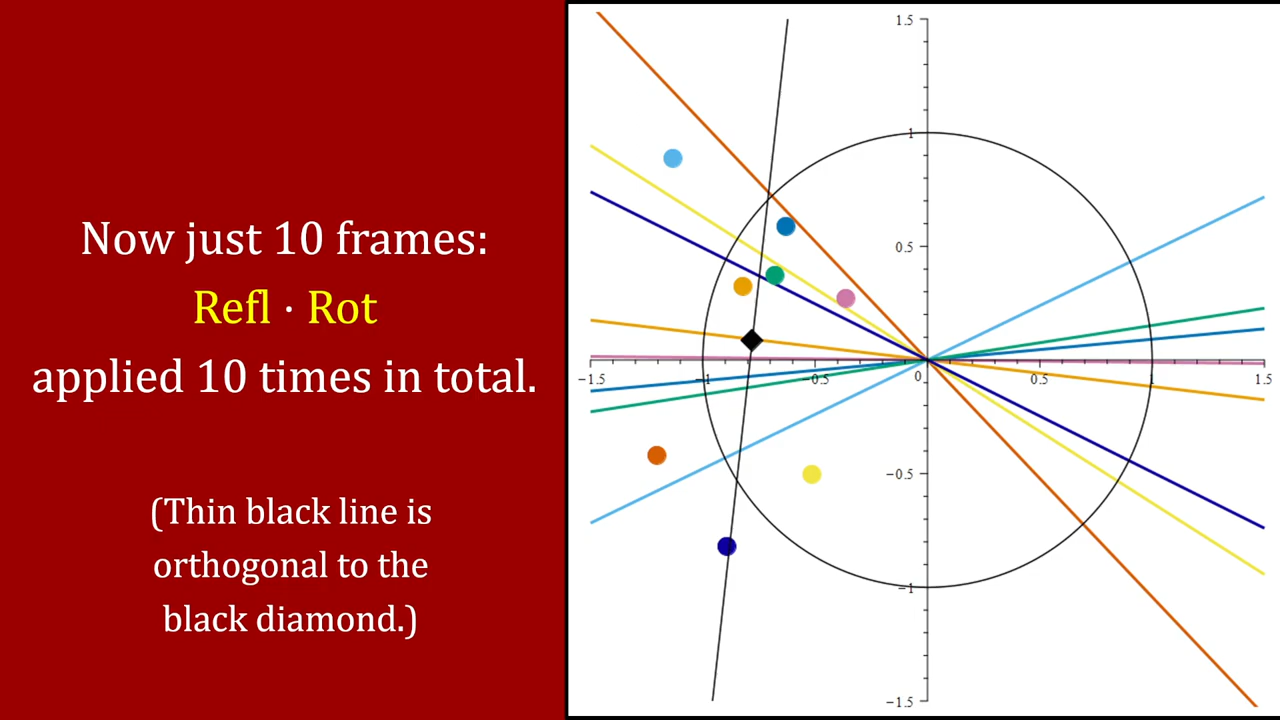 Now just 10 frames:
Refl · Rot
applied 10 times in total.
(Thin black line is
orthogonal to the
black diamond.)
1.5
1
0.5
−1.5 −1 −0.5 0 0.5 1 1.5
−0.5
−1
−1.5